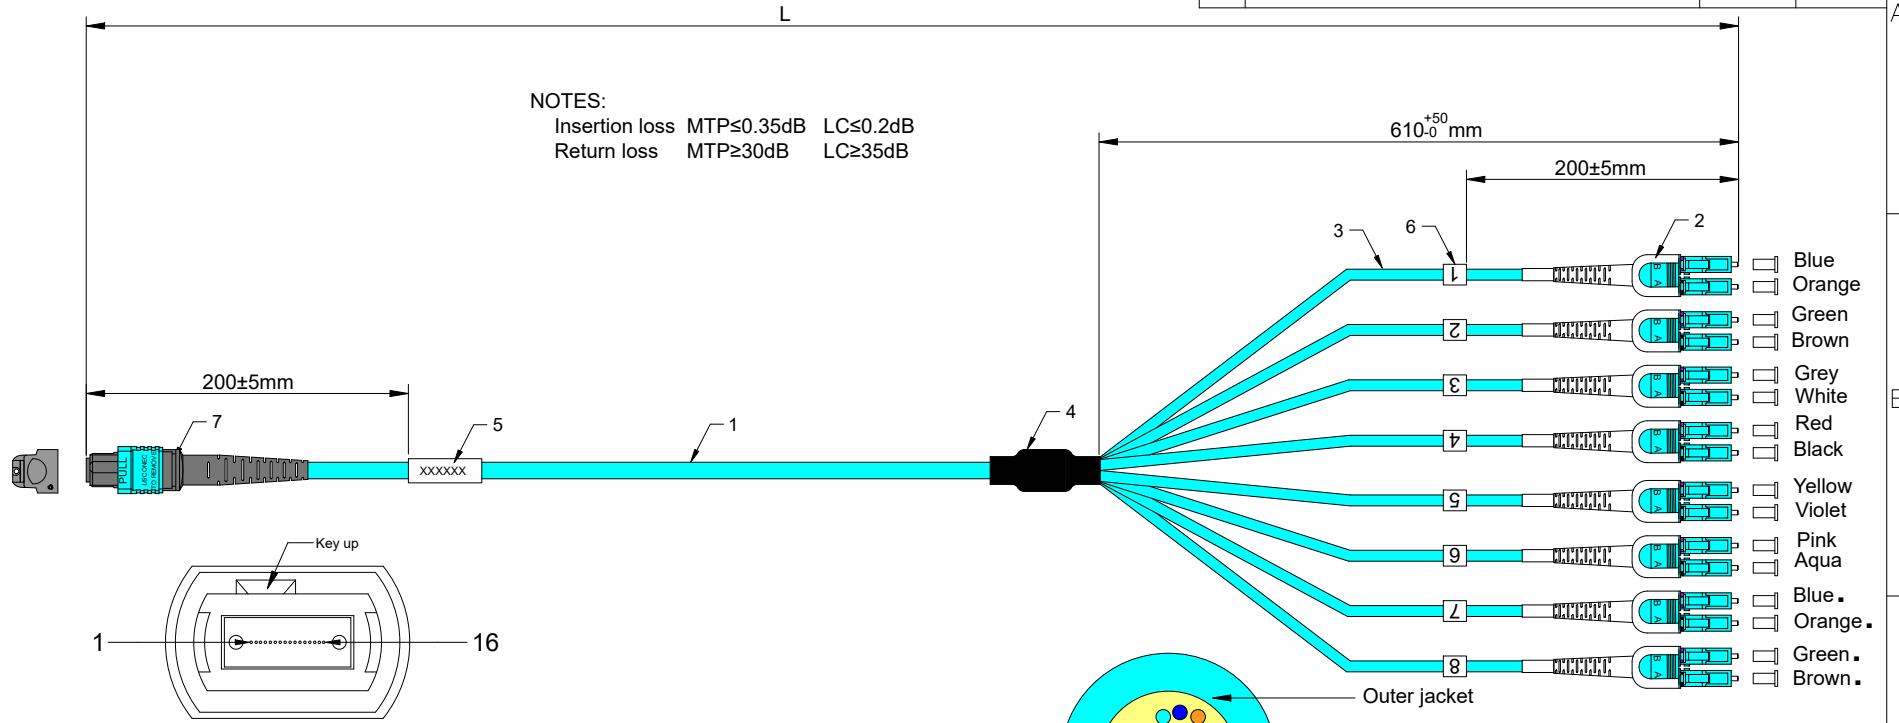 L
A
NOTES:
Insertion loss MTP≤0.35dB LC≤0.2dB
Return loss MTP≥30dB LC≥35dB
610 +50 -0 mm
200±5mm
3
6
2
1
B A
Blue
Orange
2
B A
Green
Brown
3
B A
Grey
White
4
B A
Red
Black
5
B A
Yellow
Violet
6
B A
Pink
Aqua
7
B A
Blue.
Orange.
8
B A
Green.
Brown.
200±5mm
7
5
1
4
PULL
XXXXXX
Key up
1
16
Outer jacket